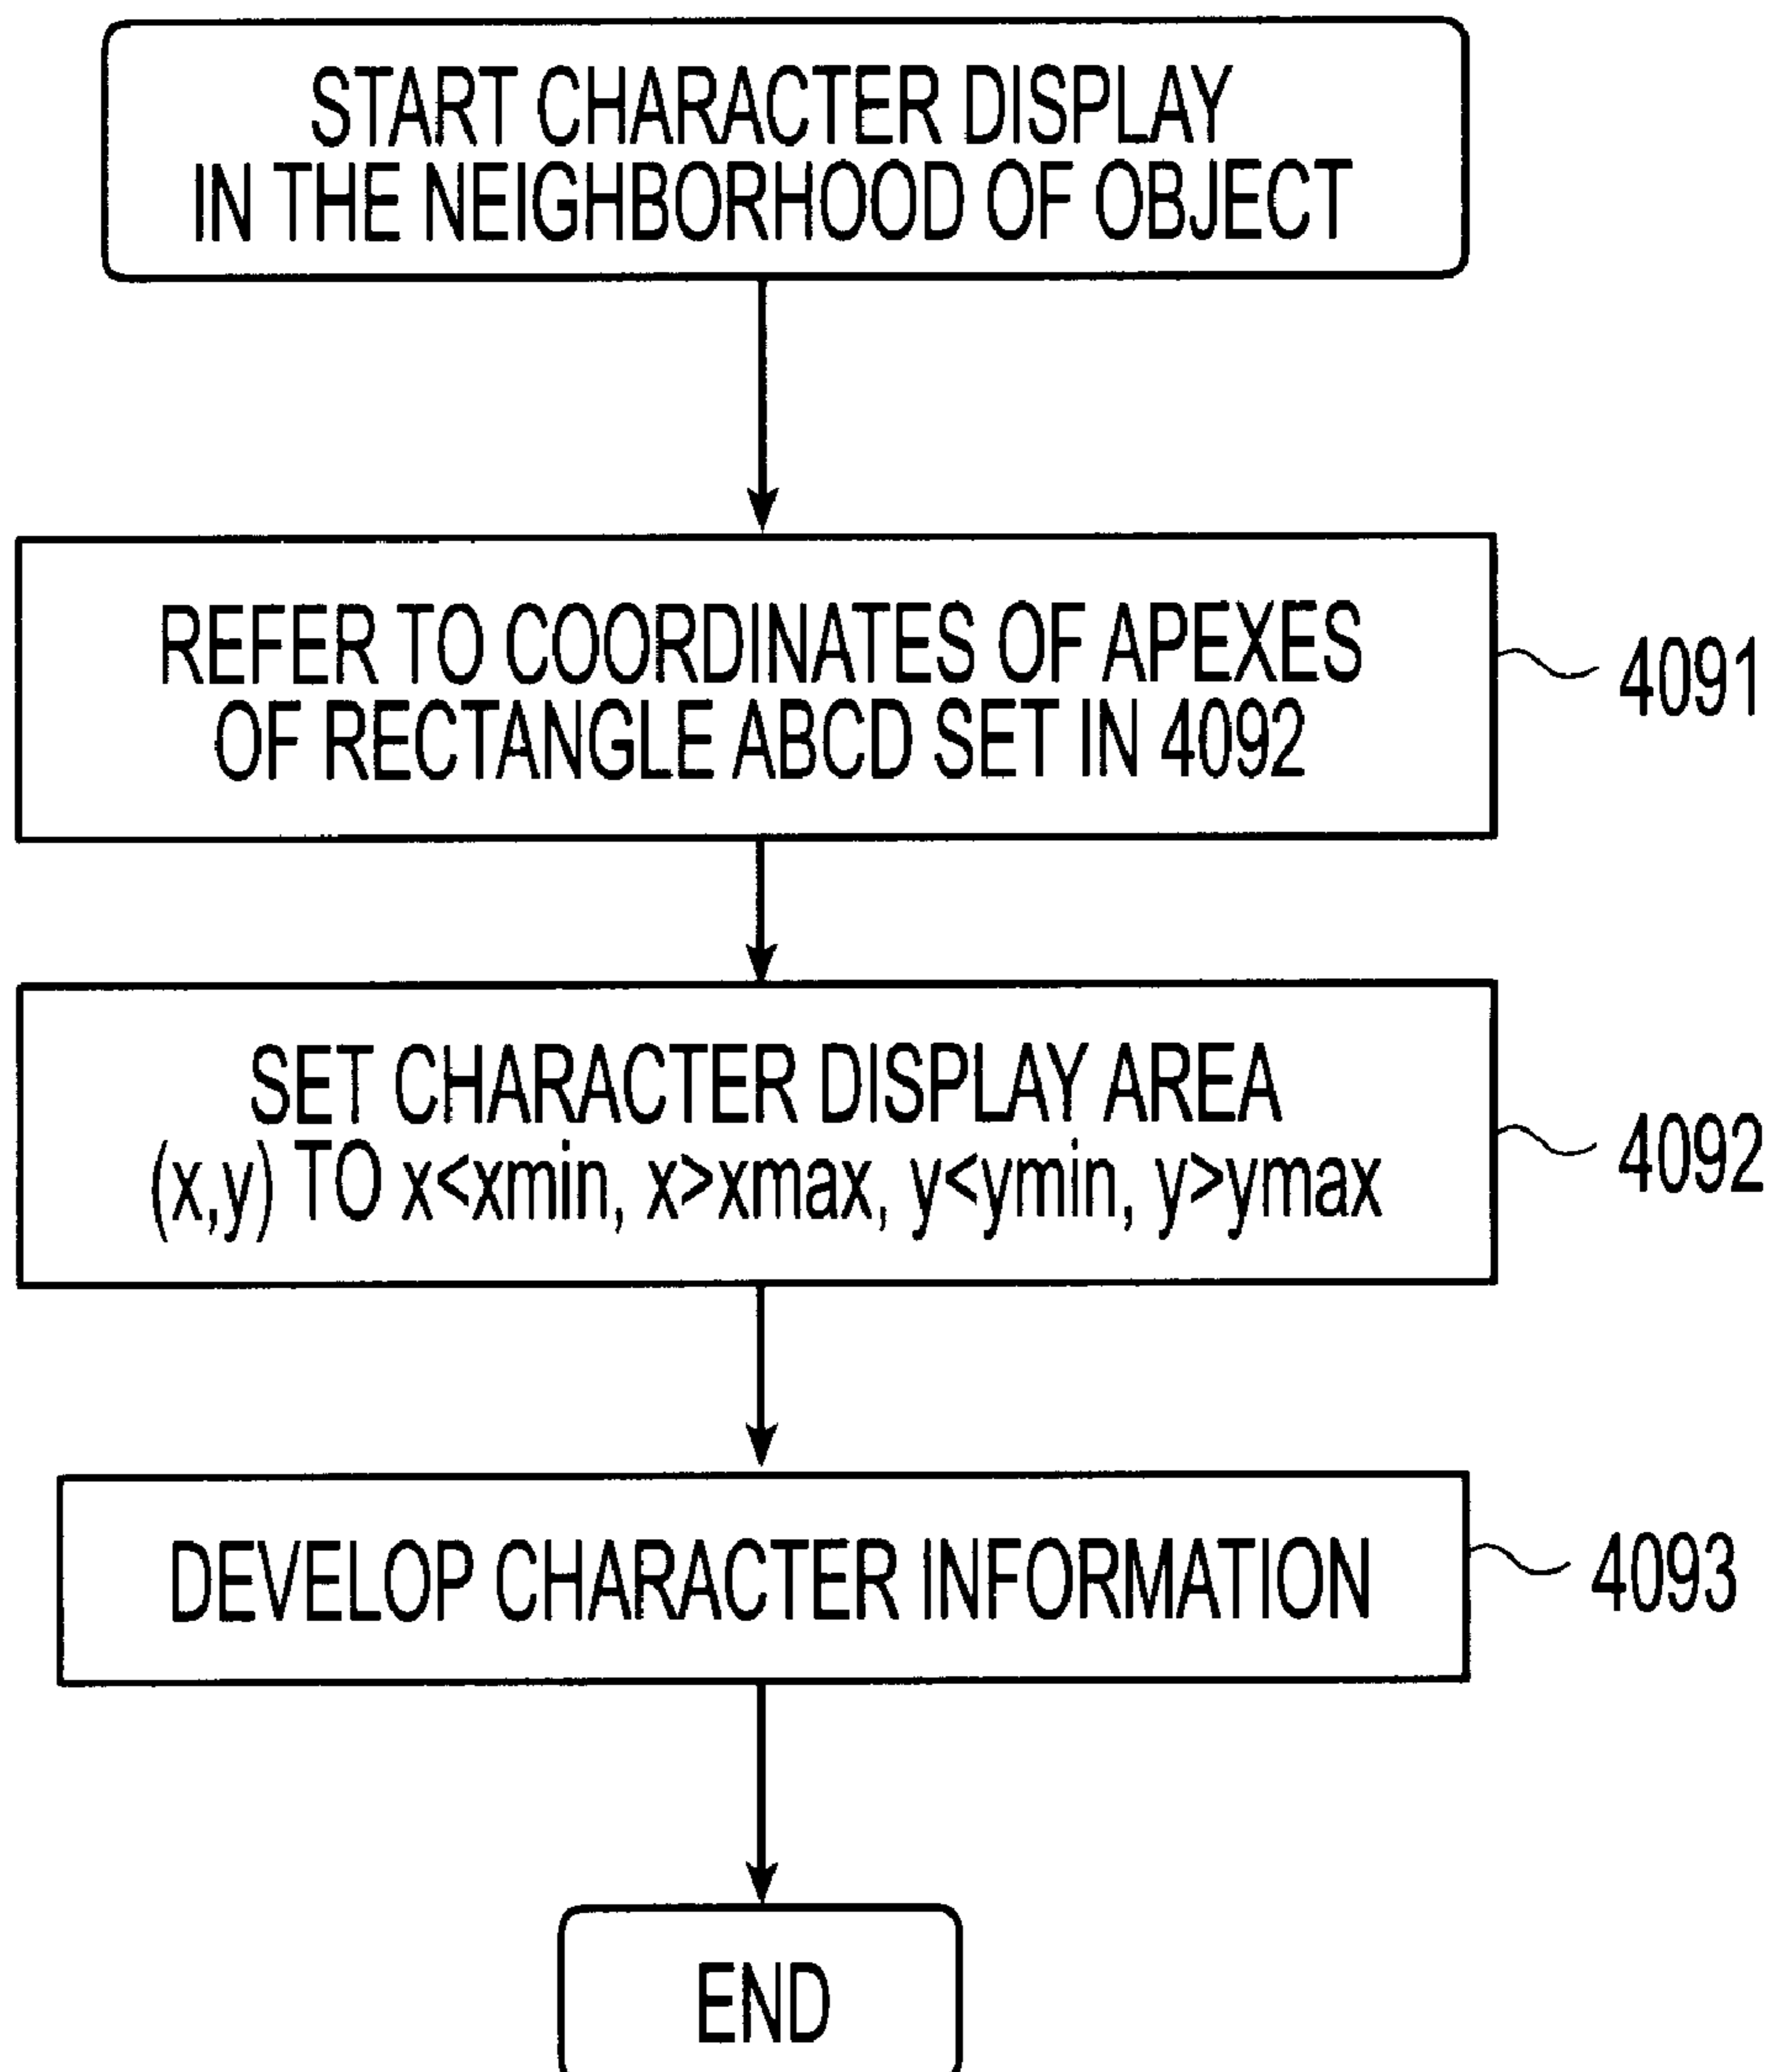 START CHARACTER DISPLAY
IN THE NEIGHBORHOOD OF OBJECT
REFER TO COORDINATES OF APEXES
OF RECTANGLE ABCD SET IN 4092
4091
SET CHARACTER DISPLAY AREA
(x,y) TO x<xmin, x>xmax, y<ymin, y>ymax
4092
DEVELOP CHARACTER INFORMATION
4093
END